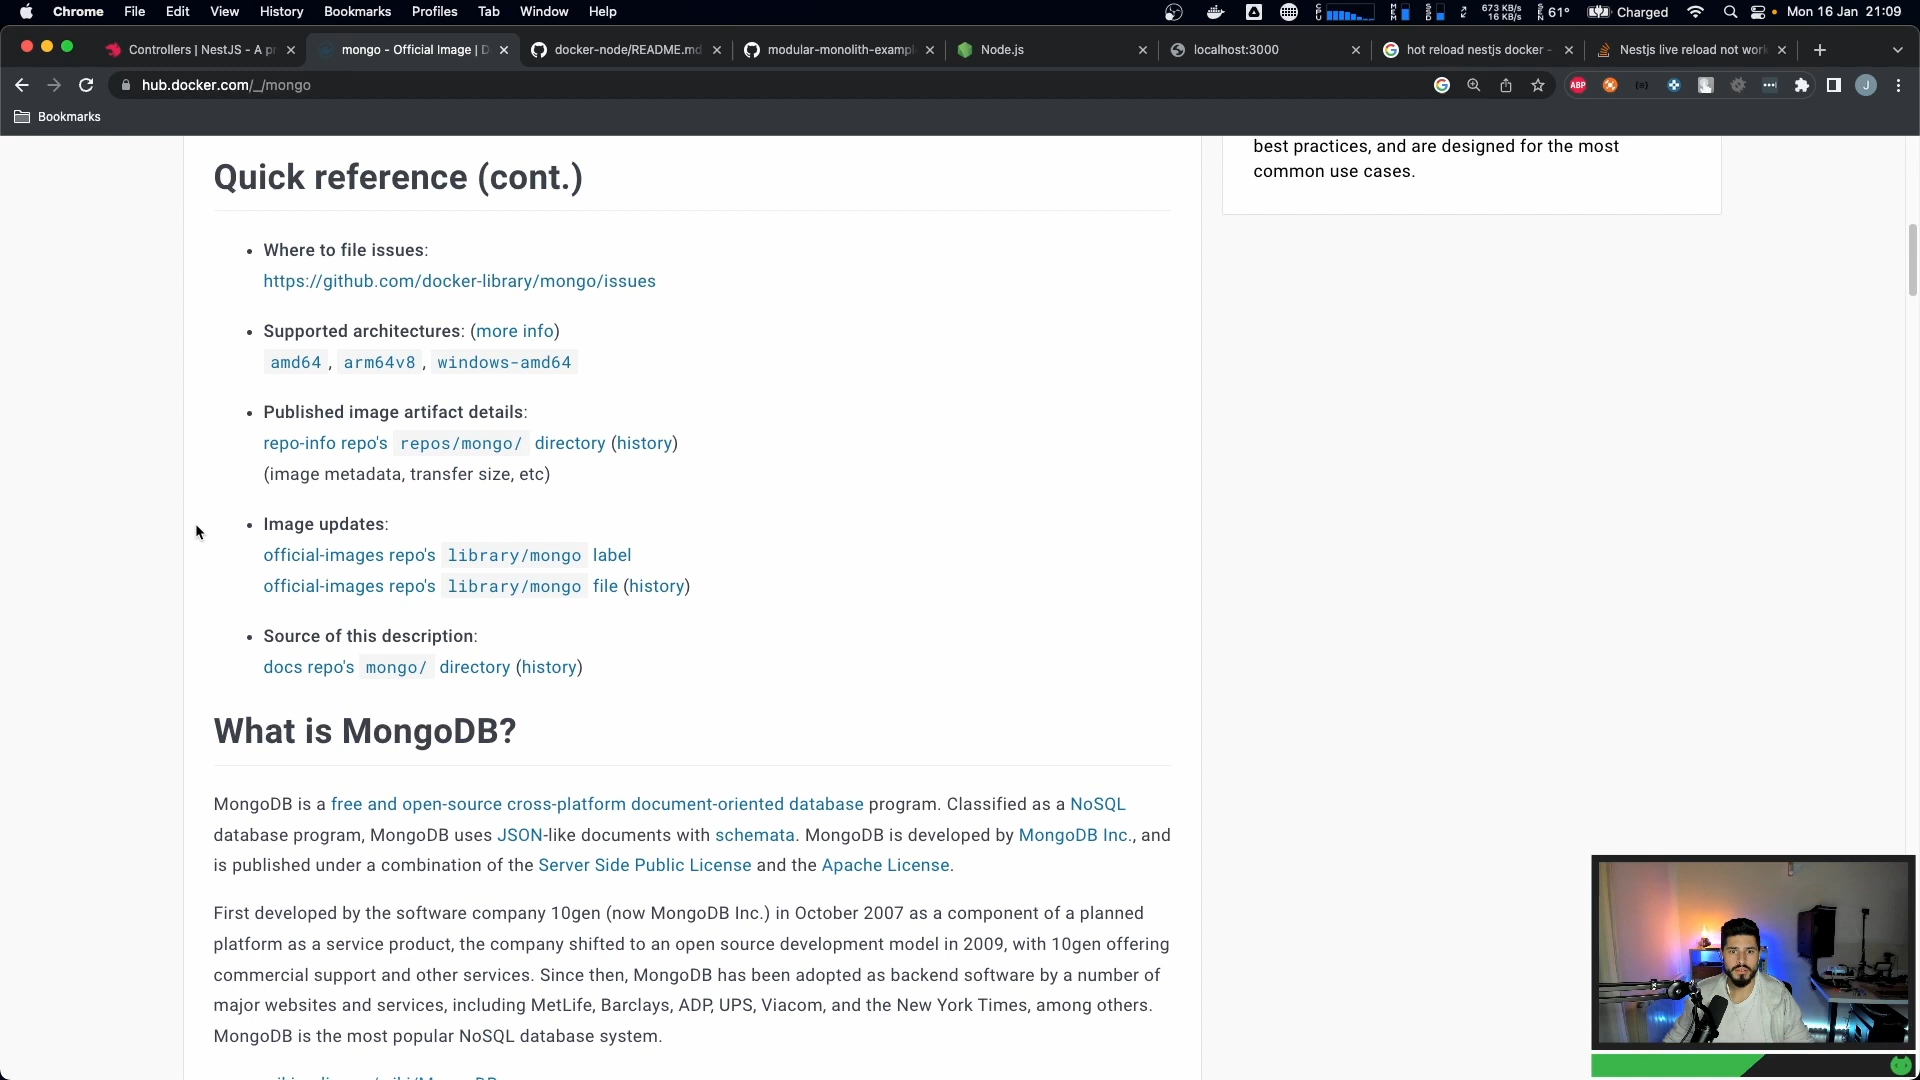 Chrome File Edit View History Bookmarks Profiles Tab Window Help
673 KB/s
16 KB/s
61°
Charged
Mon 16 Jan 21:09
Controllers | NestJS - A pr
mongo - Official Image | D
docker-node/README.md
modular-monolith-exampl
Node.js
localhost:3000
hot reload nestjs docker -
Nestjs live reload not work
hub.docker.com/_/mongo
ABP
J
Bookmarks
best practices, and are designed for the most
common use cases.
Quick reference (cont.)
• Where to file issues:
https://github.com/docker-library/mongo/issues
• Supported architectures: (more info)
amd64 , arm64v8 , windows-amd64
• Published image artifact details:
repo-info repo's repos/mongo/ directory (history)
(image metadata, transfer size, etc)
• Image updates:
official-images repo's library/mongo label
official-images repo's library/mongo file (history)
• Source of this description:
docs repo's mongo/ directory (history)
What is MongoDB?
MongoDB is a free and open-source cross-platform document-oriented database program. Classified as a NoSQL
database program, MongoDB uses JSON-like documents with schemata. MongoDB is developed by MongoDB Inc., and
is published under a combination of the Server Side Public License and the Apache License.
First developed by the software company 10gen (now MongoDB Inc.) in October 2007 as a component of a planned
platform as a service product, the company shifted to an open source development model in 2009, with 10gen offering
commercial support and other services. Since then, MongoDB has been adopted as backend software by a number of
major websites and services, including MetLife, Barclays, ADP, UPS, Viacom, and the New York Times, among others.
MongoDB is the most popular NoSQL database system.